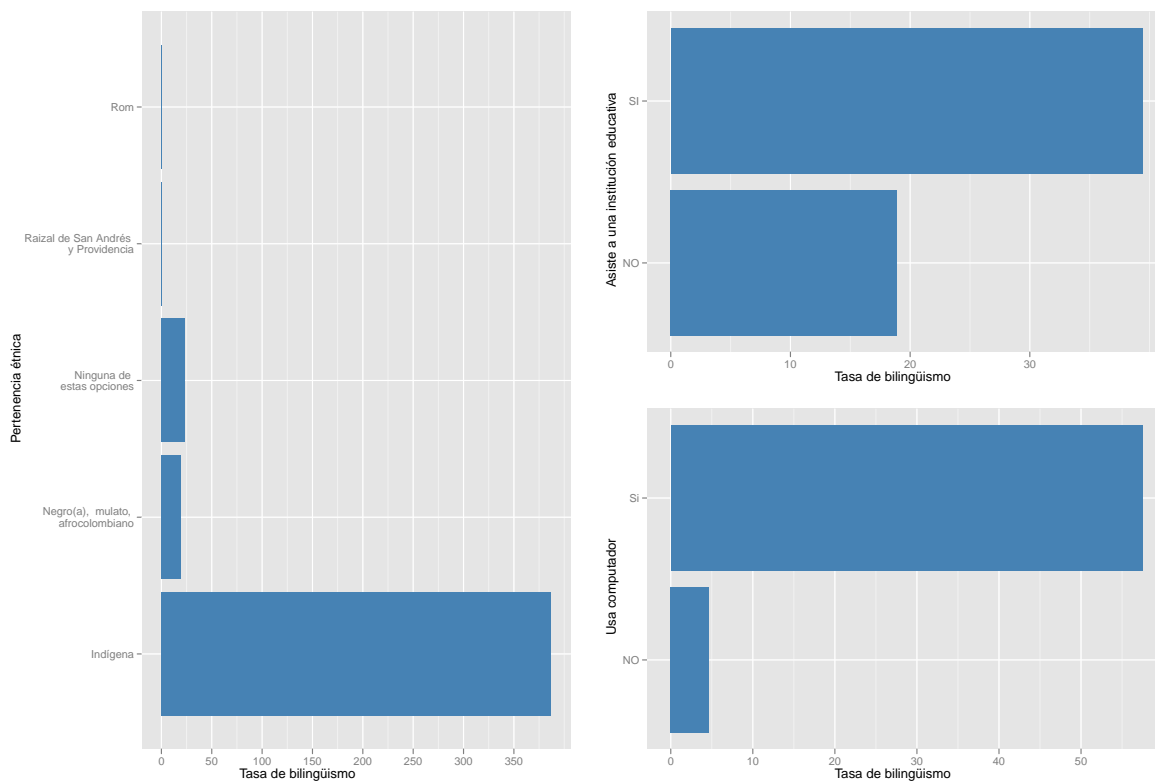 Pertenencia étnica
Rom
Raizal de San Andrés
y Providencia
Ninguna de
estas opciones
Negro(a), mulato,
afrocolombiano
Indígena
0 50 100 150 200 250 300 350
Tasa de bilingüismo
Asiste a una institución educativa
SI
NO
0 10 20 30
Tasa de bilingüismo
Usa computador
Si
NO
0 10 20 30 40 50
Tasa de bilingüismo